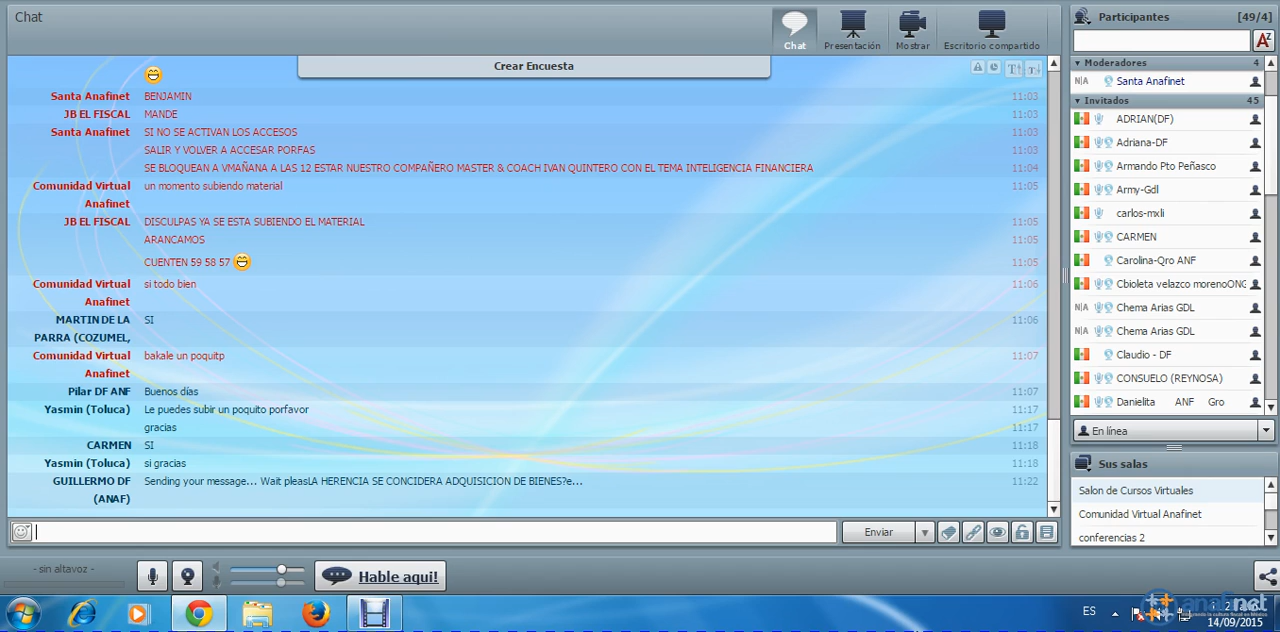 Chat
Chat
Presentación
Mostrar
Escritorio compartido
Crear Encuesta
Santa Anafinet BENJAMIN 11:03
JB EL FISCAL MANDE 11:03
Santa Anafinet SI NO SE ACTIVAN LOS ACCESOS 11:03
SALIR Y VOLVER A ACCESAR PORFAS 11:03
SE BLOQUEAN A VMAÑANA A LAS 12 ESTAR NUESTRO COMPAÑERO MASTER & COACH IVAN QUINTERO CON EL TEMA INTELIGENCIA FINANCIERA 11:04
Comunidad Virtual un momento subiendo material 11:05
Anafinet
JB EL FISCAL DISCULPAS YA SE ESTA SUBIENDO EL MATERIAL 11:05
ARANCAMOS 11:05
CUENTEN 59 58 57 11:05
Comunidad Virtual si todo bien 11:06
Anafinet
MARTIN DE LA SI 11:06
PARRA (COZUMEL,
Comunidad Virtual bakale un poquitp 11:07
Anafinet
Pilar DF ANF Buenos días 11:07
Yasmin (Toluca) Le puedes subir un poquito porfavor 11:17
gracias 11:17
CARMEN SI 11:18
Yasmin (Toluca) si gracias 11:18
GUILLERMO DF Sending your message... Wait pleasLA HERENCIA SE CONCIDERA ADQUISICION DE BIENES?e... 11:22
(ANAF)
Enviar
- sin altavoz -
Hable aqui!
Participantes [49/4]
Moderadores 4
N|A Santa Anafinet
Invitados 45
ADRIAN(DF)
Adriana-DF
Armando Pto Peñasco
Army-Gdl
carlos-mxli
CARMEN
Carolina-Qro ANF
Cbioleta velazco morenoONG
N|A Chema Arias GDL
N|A Chema Arias GDL
Claudio - DF
CONSUELO (REYNOSA)
Danielita ANF Gro
En línea
Sus salas
Salon de Cursos Virtuales
Comunidad Virtual Anafinet
conferencias 2
ES
anafinet
14/09/2015